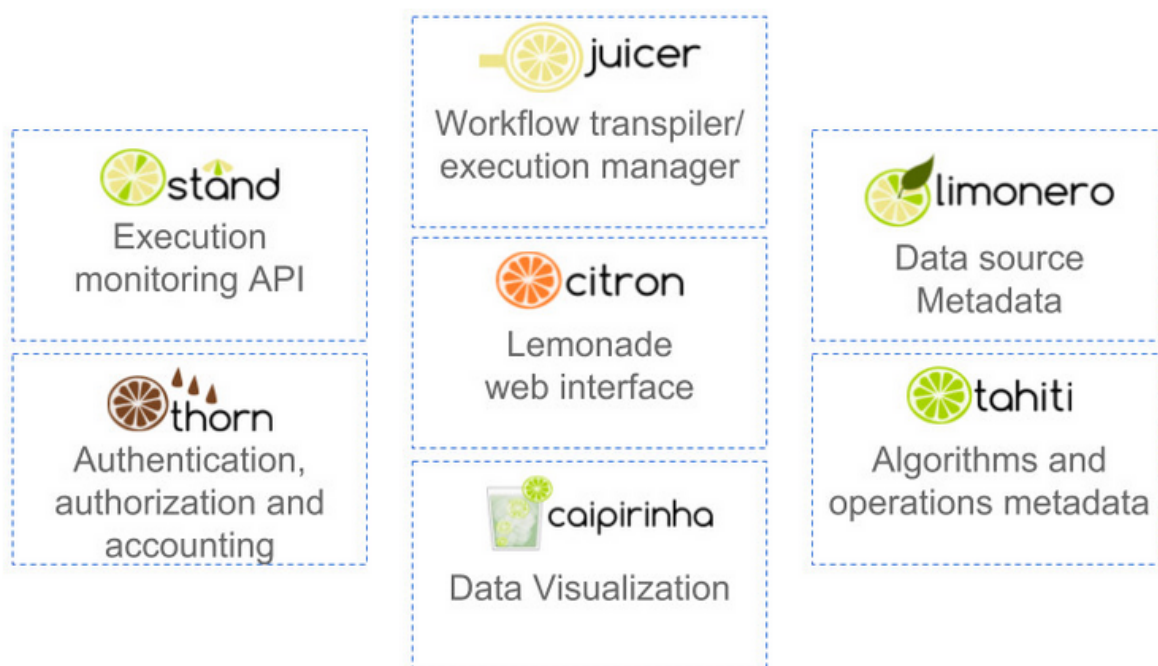 juicer
Workflow transpiler/
execution manager
stand
Execution
monitoring API
limonero
Data source
Metadata
citron
Lemonade
web interface
thorn
Authentication,
authorization and
accounting
tahiti
Algorithms and
operations metadata
caipirinha
Data Visualization